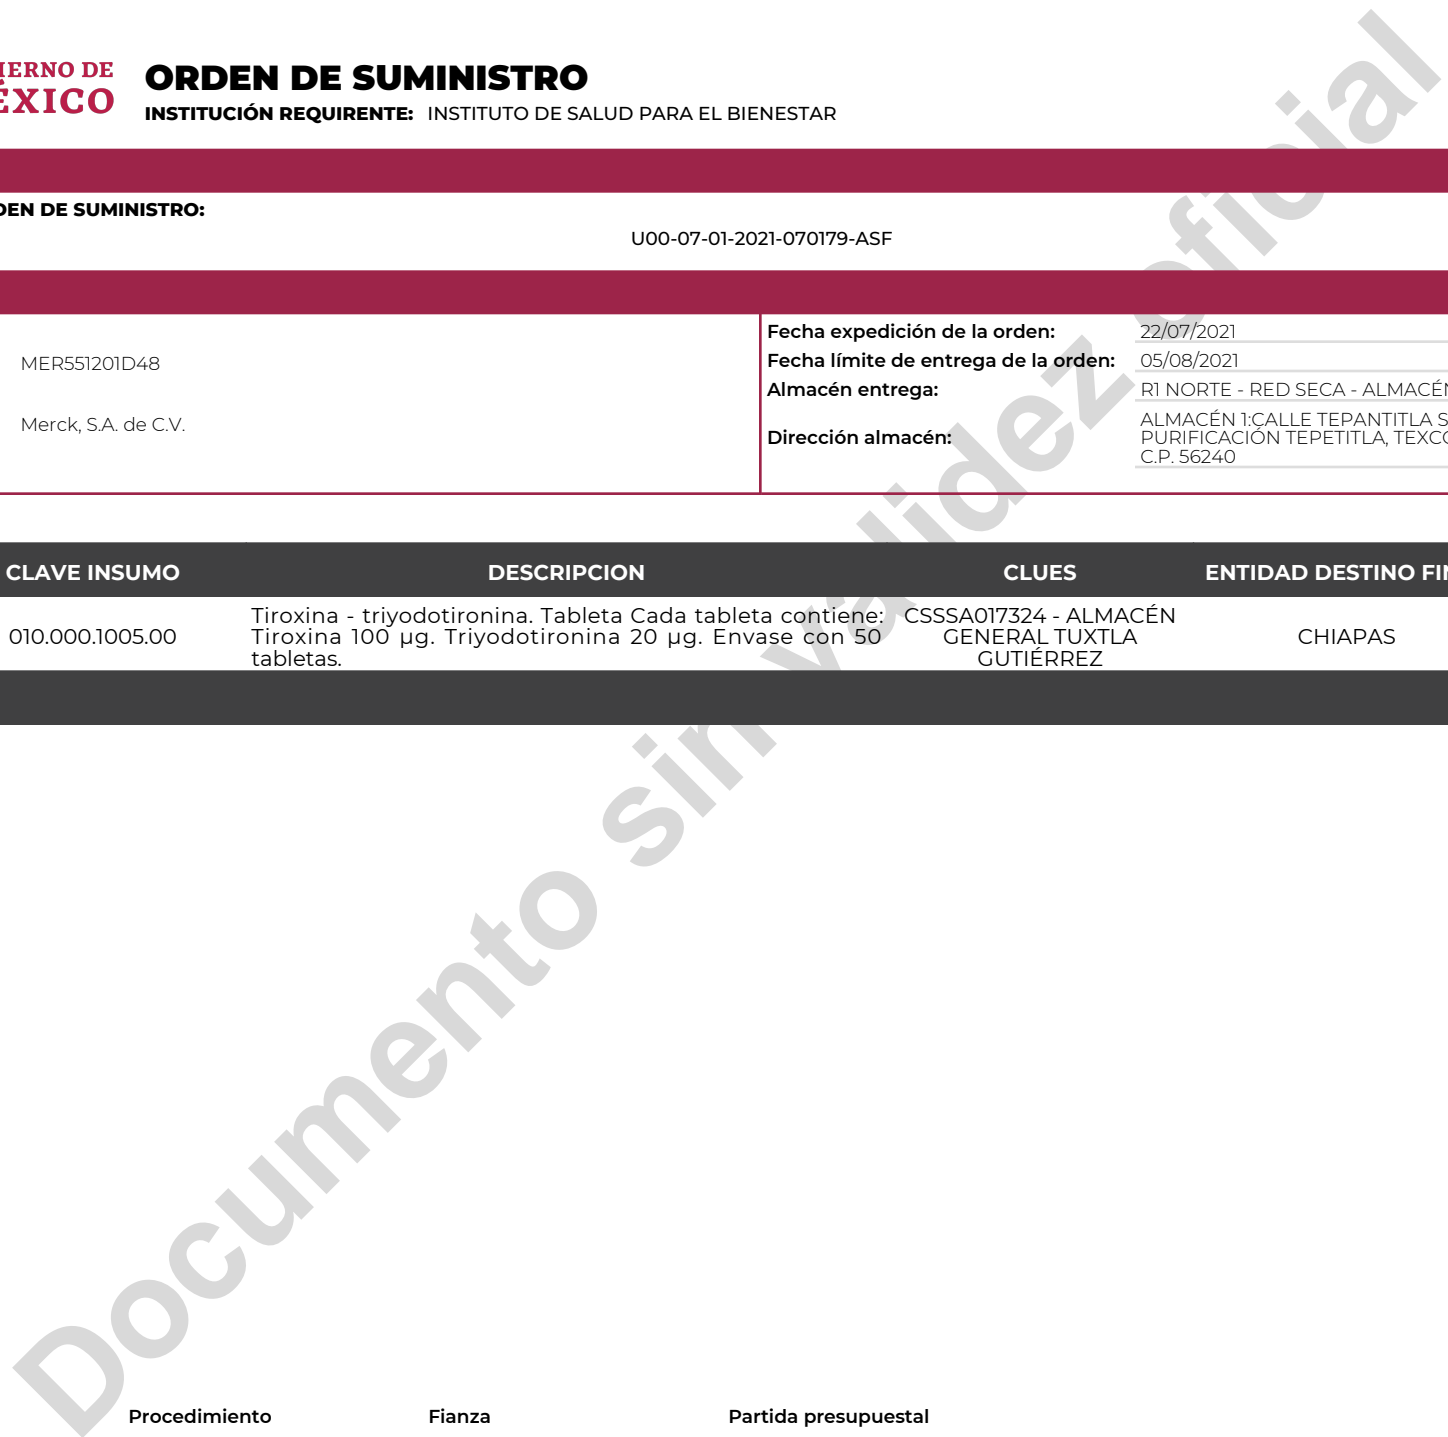 IERNO DE
ÉXICO
ORDEN DE SUMINISTRO
INSTITUCIÓN REQUIRENTE: INSTITUTO DE SALUD PARA EL BIENESTAR
DEN DE SUMINISTRO:
U00-07-01-2021-070179-ASF
MER551201D48
Merck, S.A. de C.V.
Fecha expedición de la orden: 22/07/2021
Fecha límite de entrega de la orden: 05/08/2021
Almacén entrega: R1 NORTE - RED SECA - ALMACÉN
Dirección almacén: ALMACÉN 1:CALLE TEPANTITLA S
PURIFICACIÓN TEPETITLA, TEXCO
C.P. 56240
CLAVE INSUMO DESCRIPCION CLUES ENTIDAD DESTINO FIN
010.000.1005.00
Tiroxina - triyodotironina. Tableta Cada tableta contiene:
Tiroxina 100 µg. Triyodotironina 20 µg. Envase con 50
tabletas.
CSSSA017324 - ALMACÉN
GENERAL TUXTLA
GUTIÉRREZ
CHIAPAS
Documento sin validez oficial
Procedimiento Fianza Partida presupuestal